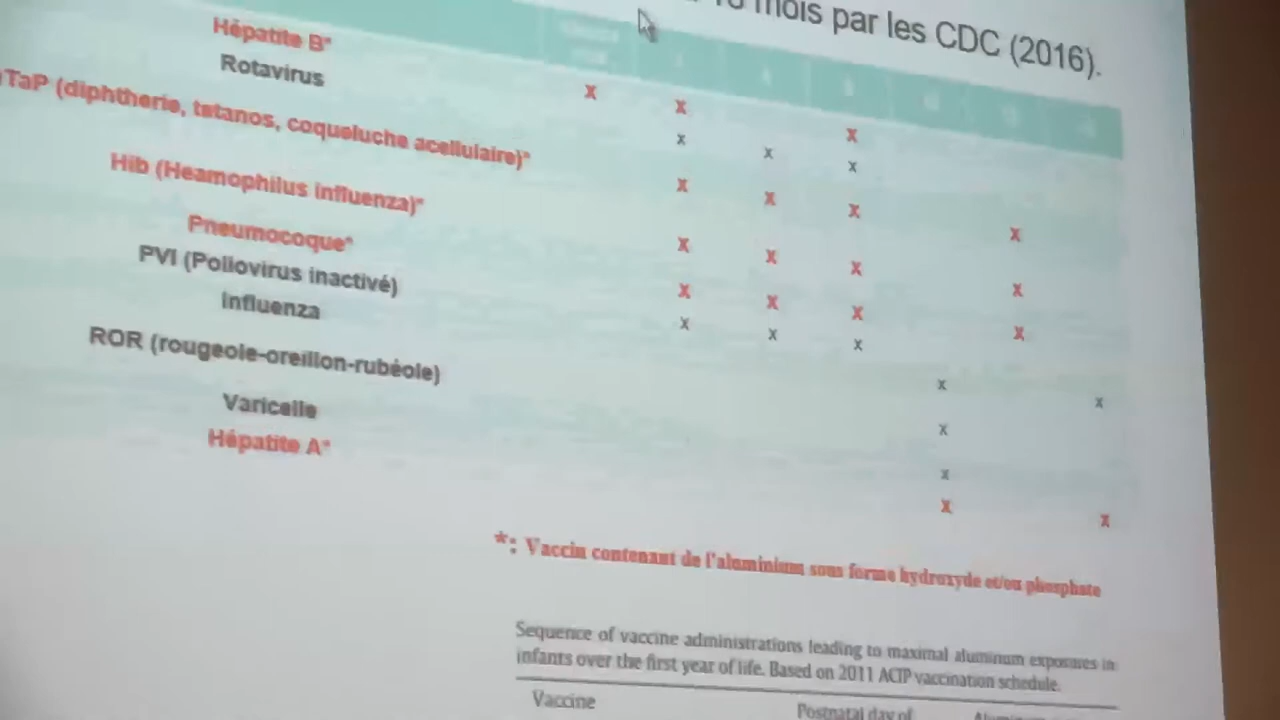 mois par les CDC (2016).
Hépatite B*
X X X
Rotavirus
x x x
TaP (diphtherie, tetanos, coqueluche acellulaire)*
X X X X
Hib (Heamophilus influenza)*
X X X X
Pneumocoque*
X X X X
PVI (Poliovirus inactivé)
x x x
Influenza
x x
ROR (rougeole-oreillon-rubéole)
x
Varicelle
x
Hépatite A*
X X
*: Vaccin contenant de l'aluminium sous forme hydroxyde et/ou phosphate
Sequence of vaccine administrations leading to maximal aluminum exposures in
infants over the first year of life. Based on 2011 ACIP vaccination schedule.
Vaccine Postnatal day of